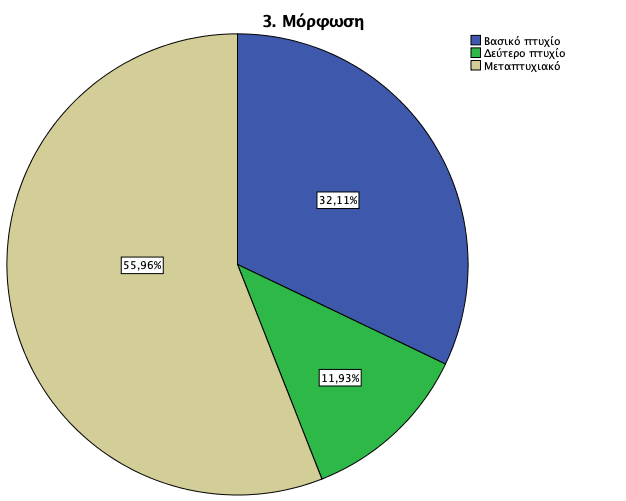 3. Μόρφωση
Βασικό πτυχίο
Δεύτερο πτυχίο
Μεταπτυχιακό
32,11%
55,96%
11,93%